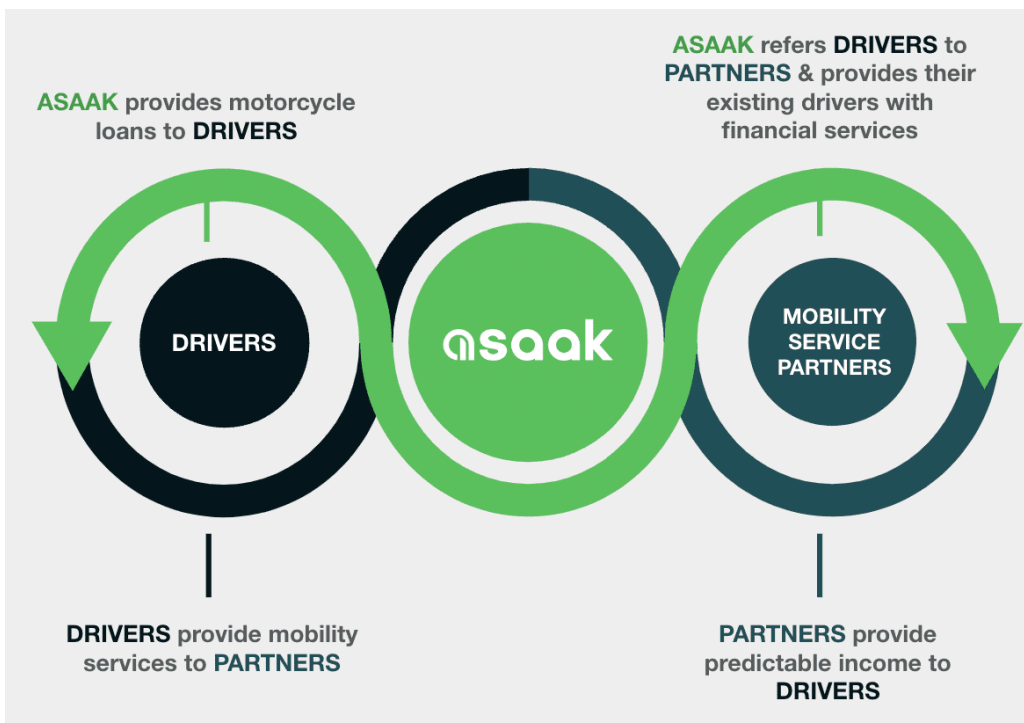 ASAAK provides motorcycle
loans to DRIVERS
ASAAK refers DRIVERS to
PARTNERS & provides their
existing drivers with
financial services
DRIVERS
asaak
MOBILITY
SERVICE
PARTNERS
DRIVERS provide mobility
services to PARTNERS
PARTNERS provide
predictable income to
DRIVERS